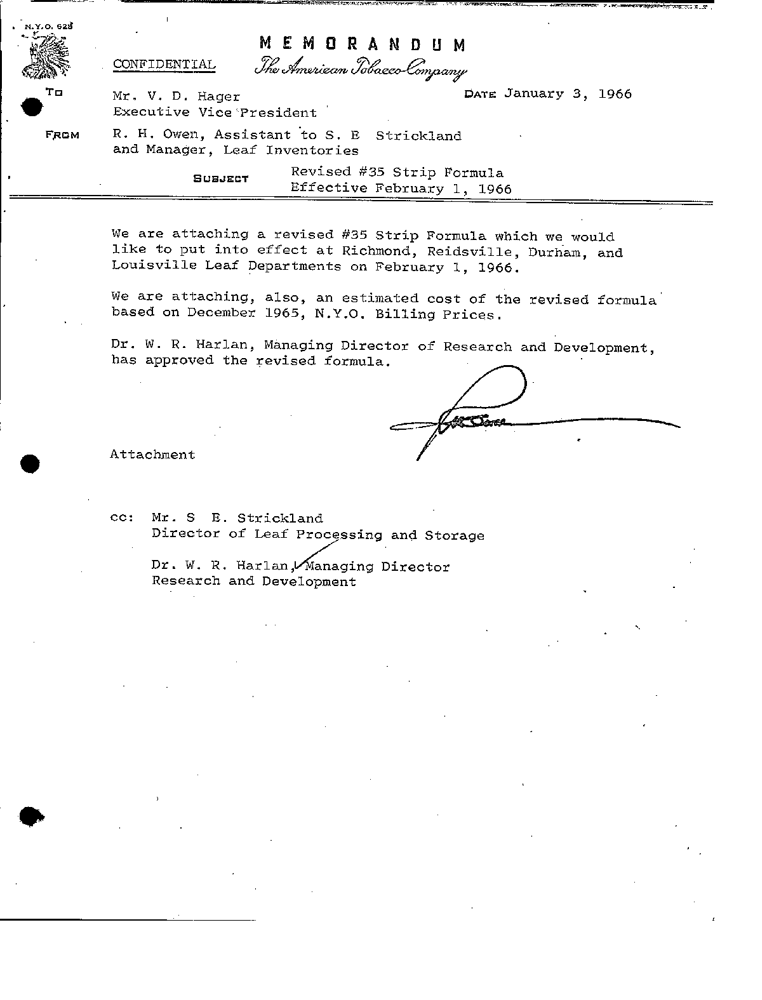 N.Y.O. 628
MEMORANDUM
CONFIDENTIAL
The American Tobacco Company
TO
Mr. V. D. Hager
DATE January 3, 1966
Executive Vice President
FROM
R. H. Owen, Assistant to S. E Strickland
and Manager, Leaf Inventories
SUBJECT
Revised #35 Strip Formula
Effective February 1, 1966
We are attaching a revised #35 Strip Formula which we would
like to put into effect at Richmond, Reidsville, Durham, and
Louisville Leaf Departments on February 1, 1966.
We are attaching, also, an estimated cost of the revised formula
based on December 1965, N.Y.O. Billing Prices.
Dr. W. R. Harlan, Managing Director of Research and Development,
has approved the revised formula.
Attachment
cc: Mr. S E. Strickland
Director of Leaf Processing and Storage
Dr. W. R. Harlan, Managing Director
Research and Development